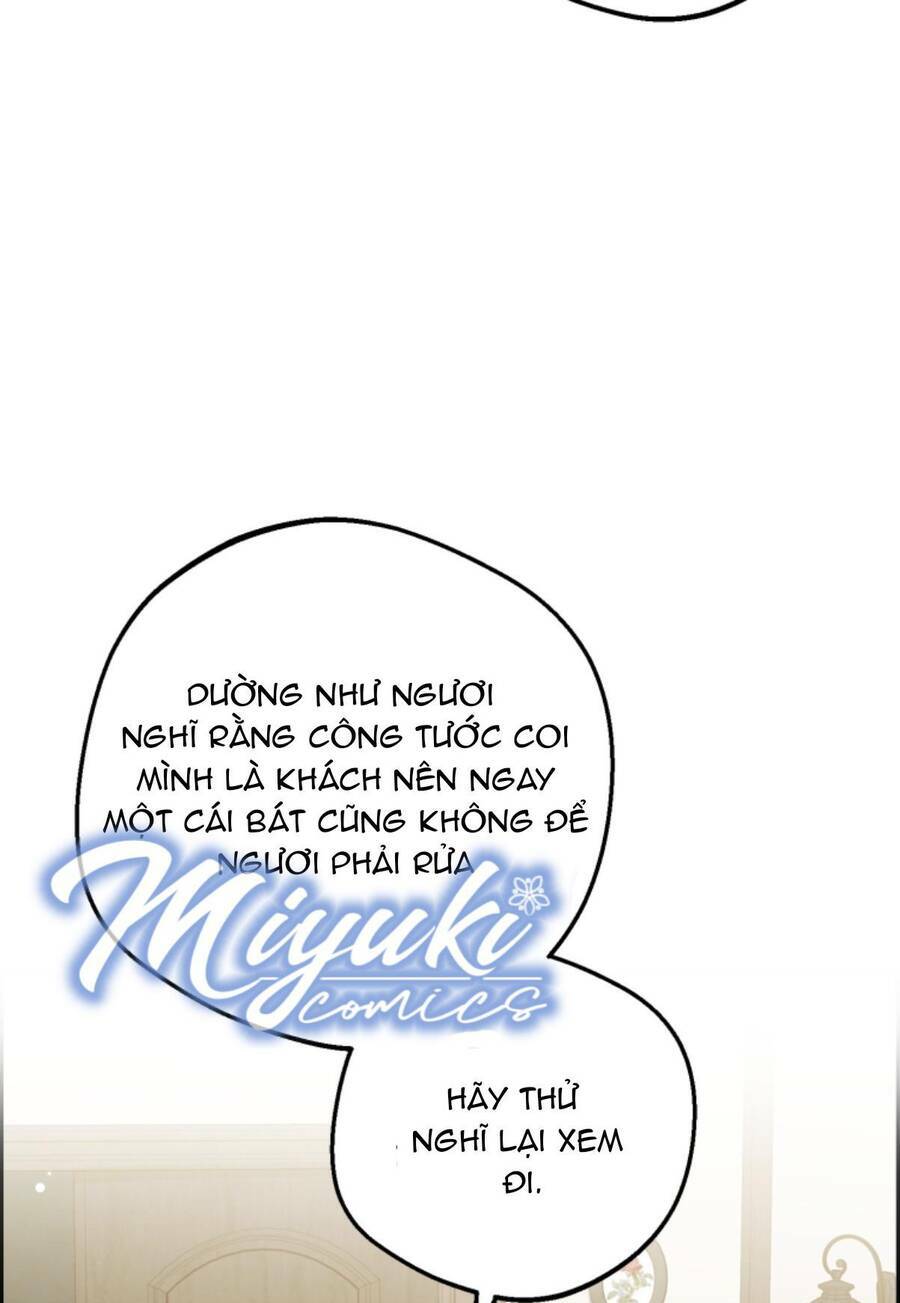 DƯỜNG NHƯ NGƯƠI
NGHĨ RẰNG CÔNG TƯỚC COI
MÌNH LÀ KHÁCH NÊN NGAY
MỘT CÁI BÁT CŨNG KHÔNG ĐỂ
NGƯƠI PHẢI RỬA
Miyuki
comics
HÃY THỬ
NGHĨ LẠI XEM
ĐI.